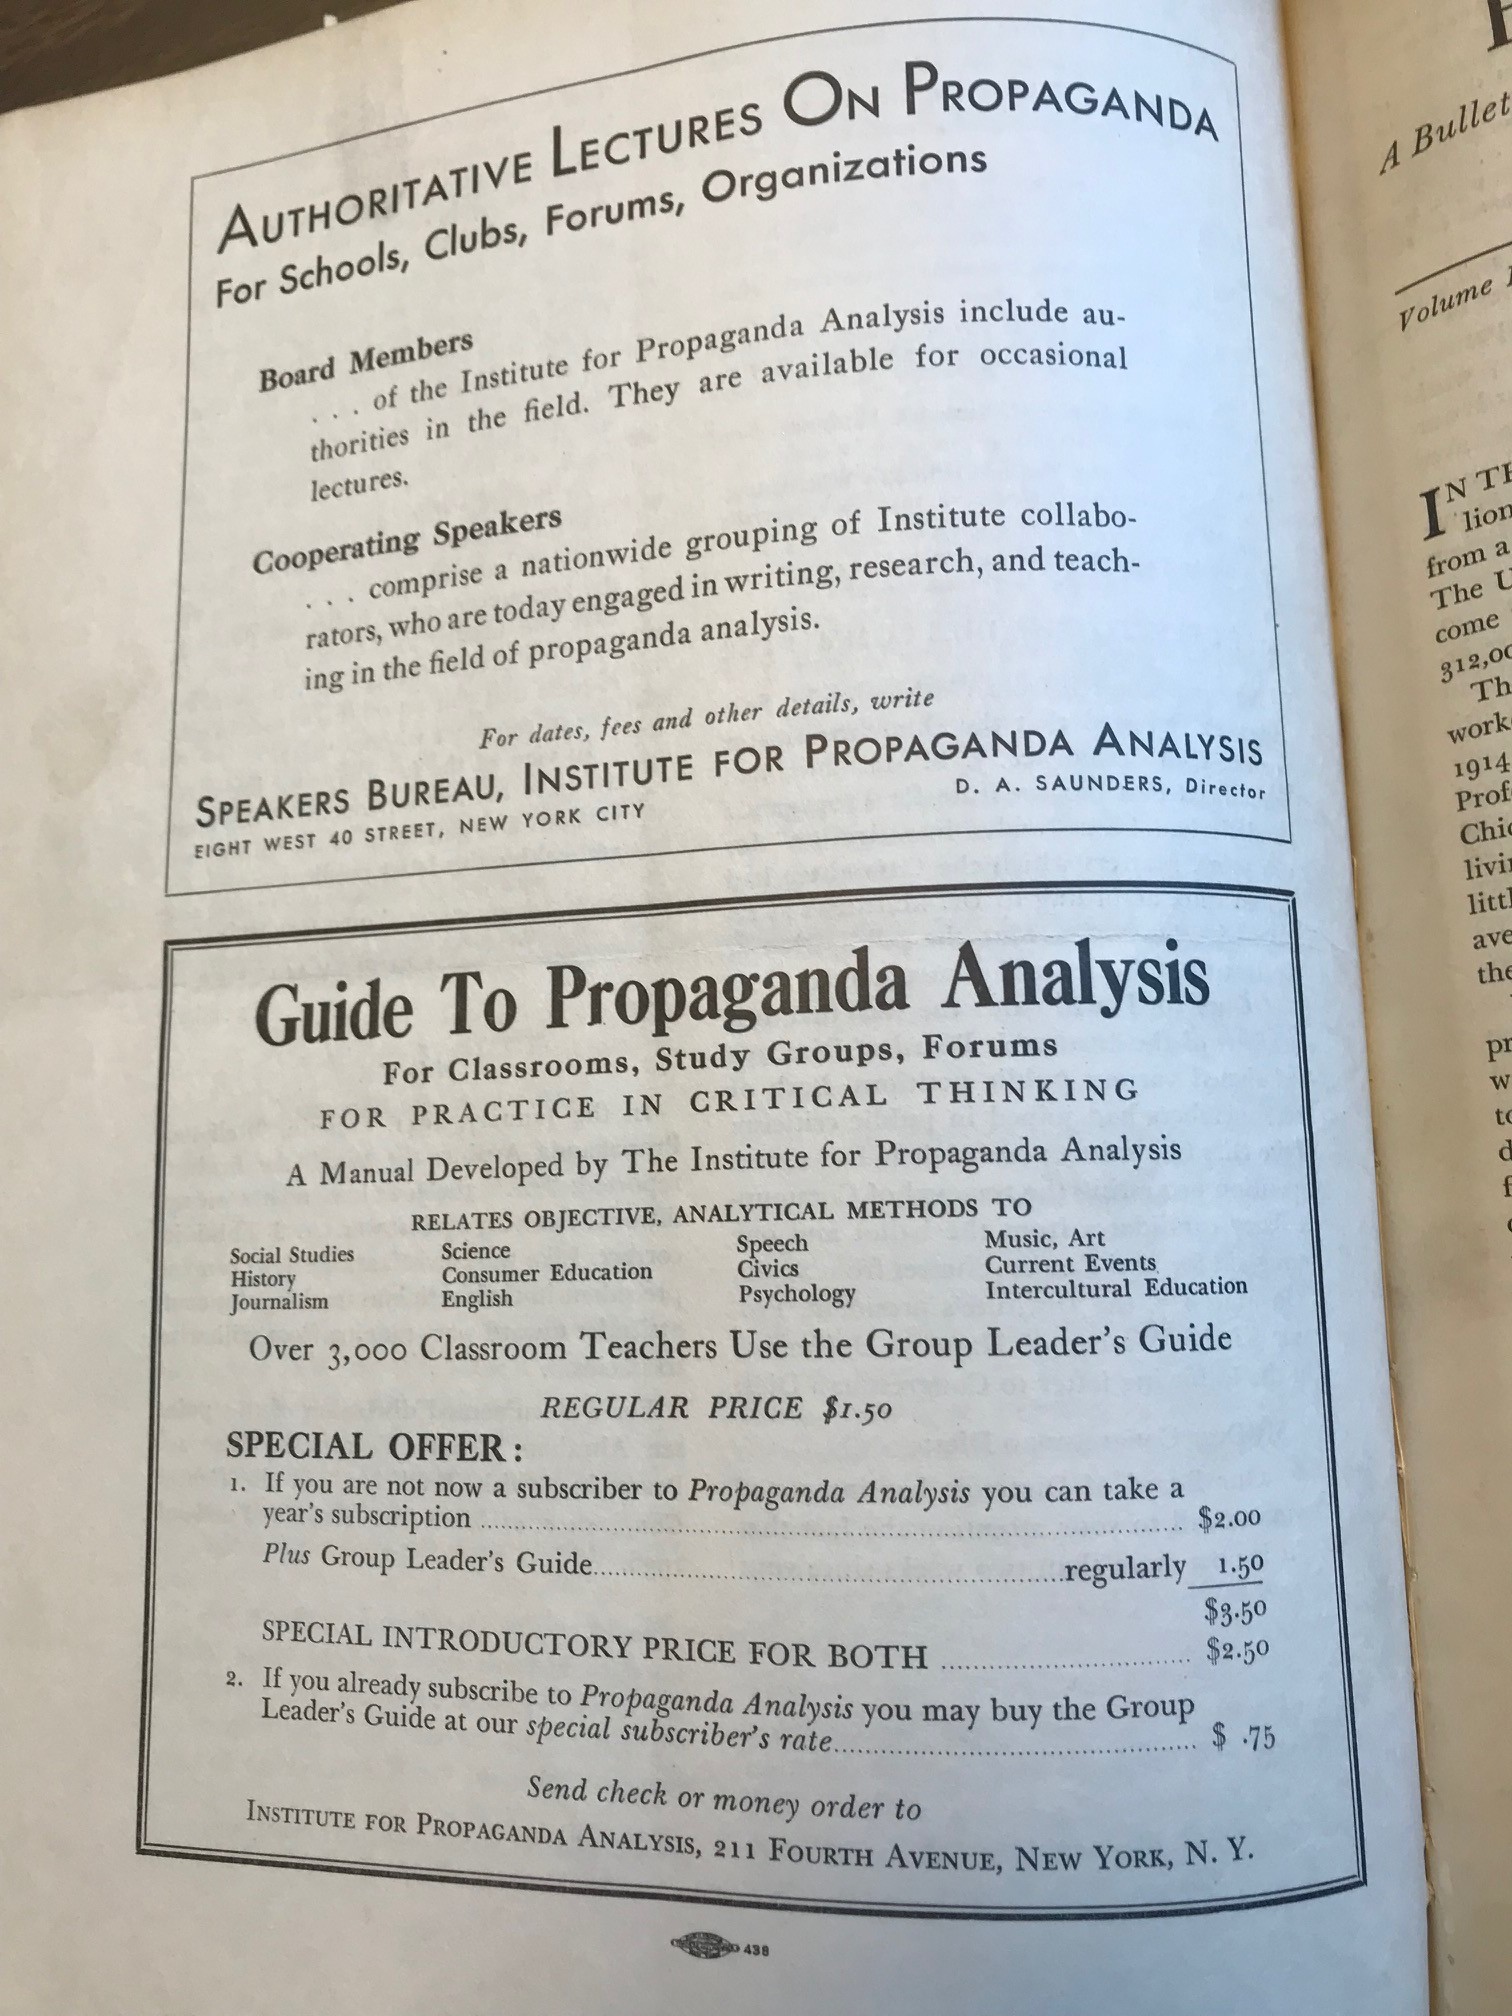 AUTHORITATIVE LECTURES ON PROPAGANDA
For Schools, Clubs, Forums, Organizations
Board Members
. . . of the Institute for Propaganda Analysis include au-
thorities in the field. They are available for occasional
lectures.
Cooperating Speakers
. . . comprise a nationwide grouping of Institute collabo-
rators, who are today engaged in writing, research, and teach-
ing in the field of propaganda analysis.
For dates, fees and other details, write
SPEAKERS BUREAU, INSTITUTE FOR PROPAGANDA ANALYSIS
D. A. SAUNDERS, Director
EIGHT WEST 40 STREET, NEW YORK CITY
Guide To Propaganda Analysis
For Classrooms, Study Groups, Forums
FOR PRACTICE IN CRITICAL THINKING
A Manual Developed by The Institute for Propaganda Analysis
RELATES OBJECTIVE, ANALYTICAL METHODS TO
Social Studies Science Speech Music, Art
History Consumer Education Civics Current Events
Journalism English Psychology Intercultural Education
Over 3,000 Classroom Teachers Use the Group Leader's Guide
REGULAR PRICE $1.50
SPECIAL OFFER:
1. If you are not now a subscriber to Propaganda Analysis you can take a
year's subscription ........ $2.00
Plus Group Leader's Guide........regularly 1.50
$3.50
SPECIAL INTRODUCTORY PRICE FOR BOTH ........ $2.50
2. If you already subscribe to Propaganda Analysis you may buy the Group
Leader's Guide at our special subscriber's rate........ $ .75
Send check or money order to
INSTITUTE FOR PROPAGANDA ANALYSIS, 211 FOURTH AVENUE, NEW YORK, N. Y.
438
A
Volume
IN
from a
The
come
work
1914
the